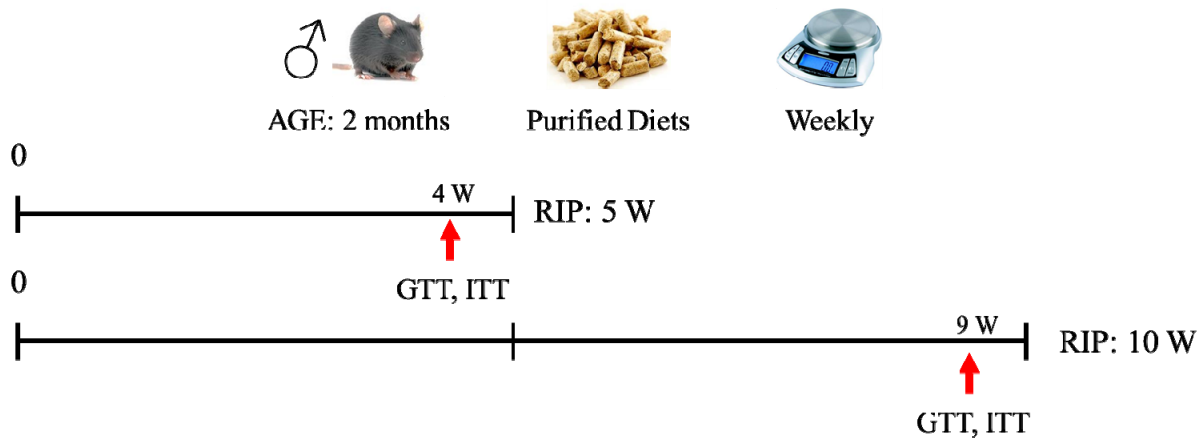 AGE: 2 months
Purified Diets
Weekly
0
4 W
RIP: 5 W
GTT, ITT
0
9 W
RIP: 10 W
GTT, ITT